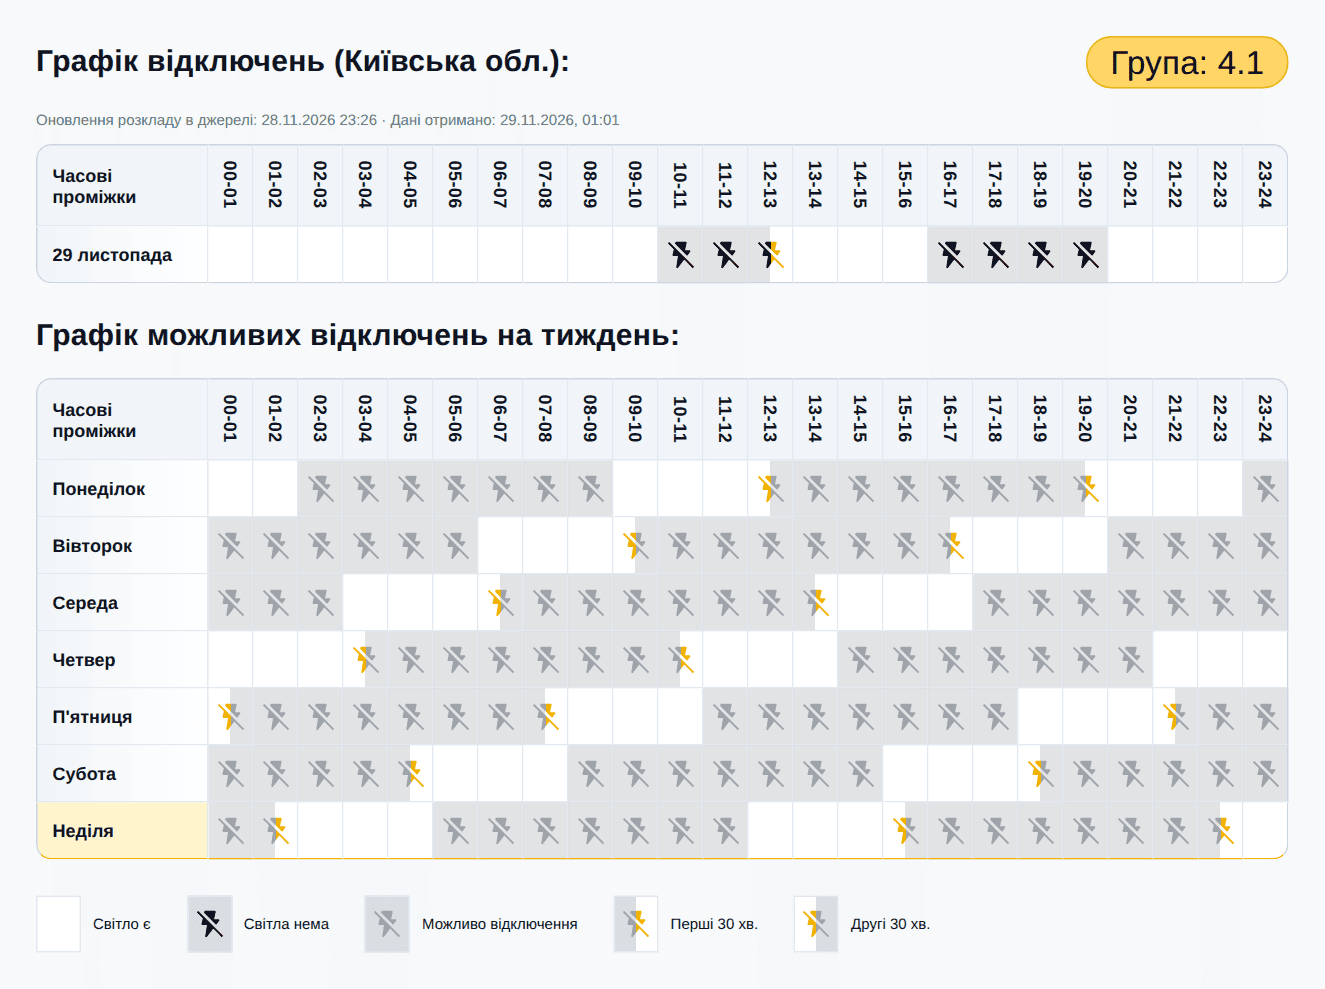 Графік відключень (Київська обл.):
Група: 4.1
Оновлення розкладу в джерелі: 28.11.2026 23:26 · Дані отримано: 29.11.2026, 01:01
Часові
проміжки
00-01 01-02 02-03 03-04 04-05 05-06 06-07 07-08 08-09 09-10 10-11 11-12 12-13 13-14 14-15 15-16 16-17 17-18 18-19 19-20 20-21 21-22 22-23 23-24
29 листопада
Графік можливих відключень на тиждень:
Часові
проміжки
00-01 01-02 02-03 03-04 04-05 05-06 06-07 07-08 08-09 09-10 10-11 11-12 12-13 13-14 14-15 15-16 16-17 17-18 18-19 19-20 20-21 21-22 22-23 23-24
Понеділок
Вівторок
Середа
Четвер
П'ятниця
Субота
Неділя
Світло є
Світла нема
Можливо відключення
Перші 30 хв.
Другі 30 хв.